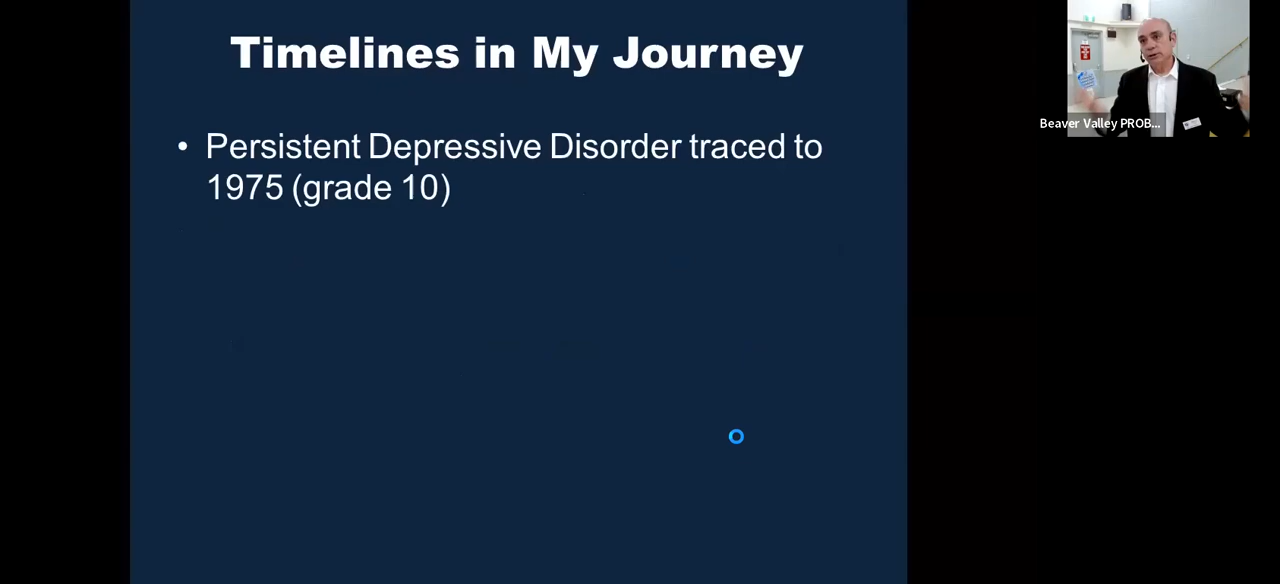 Timelines in My Journey
• Persistent Depressive Disorder traced to
1975 (grade 10)
Beaver Valley PROB...